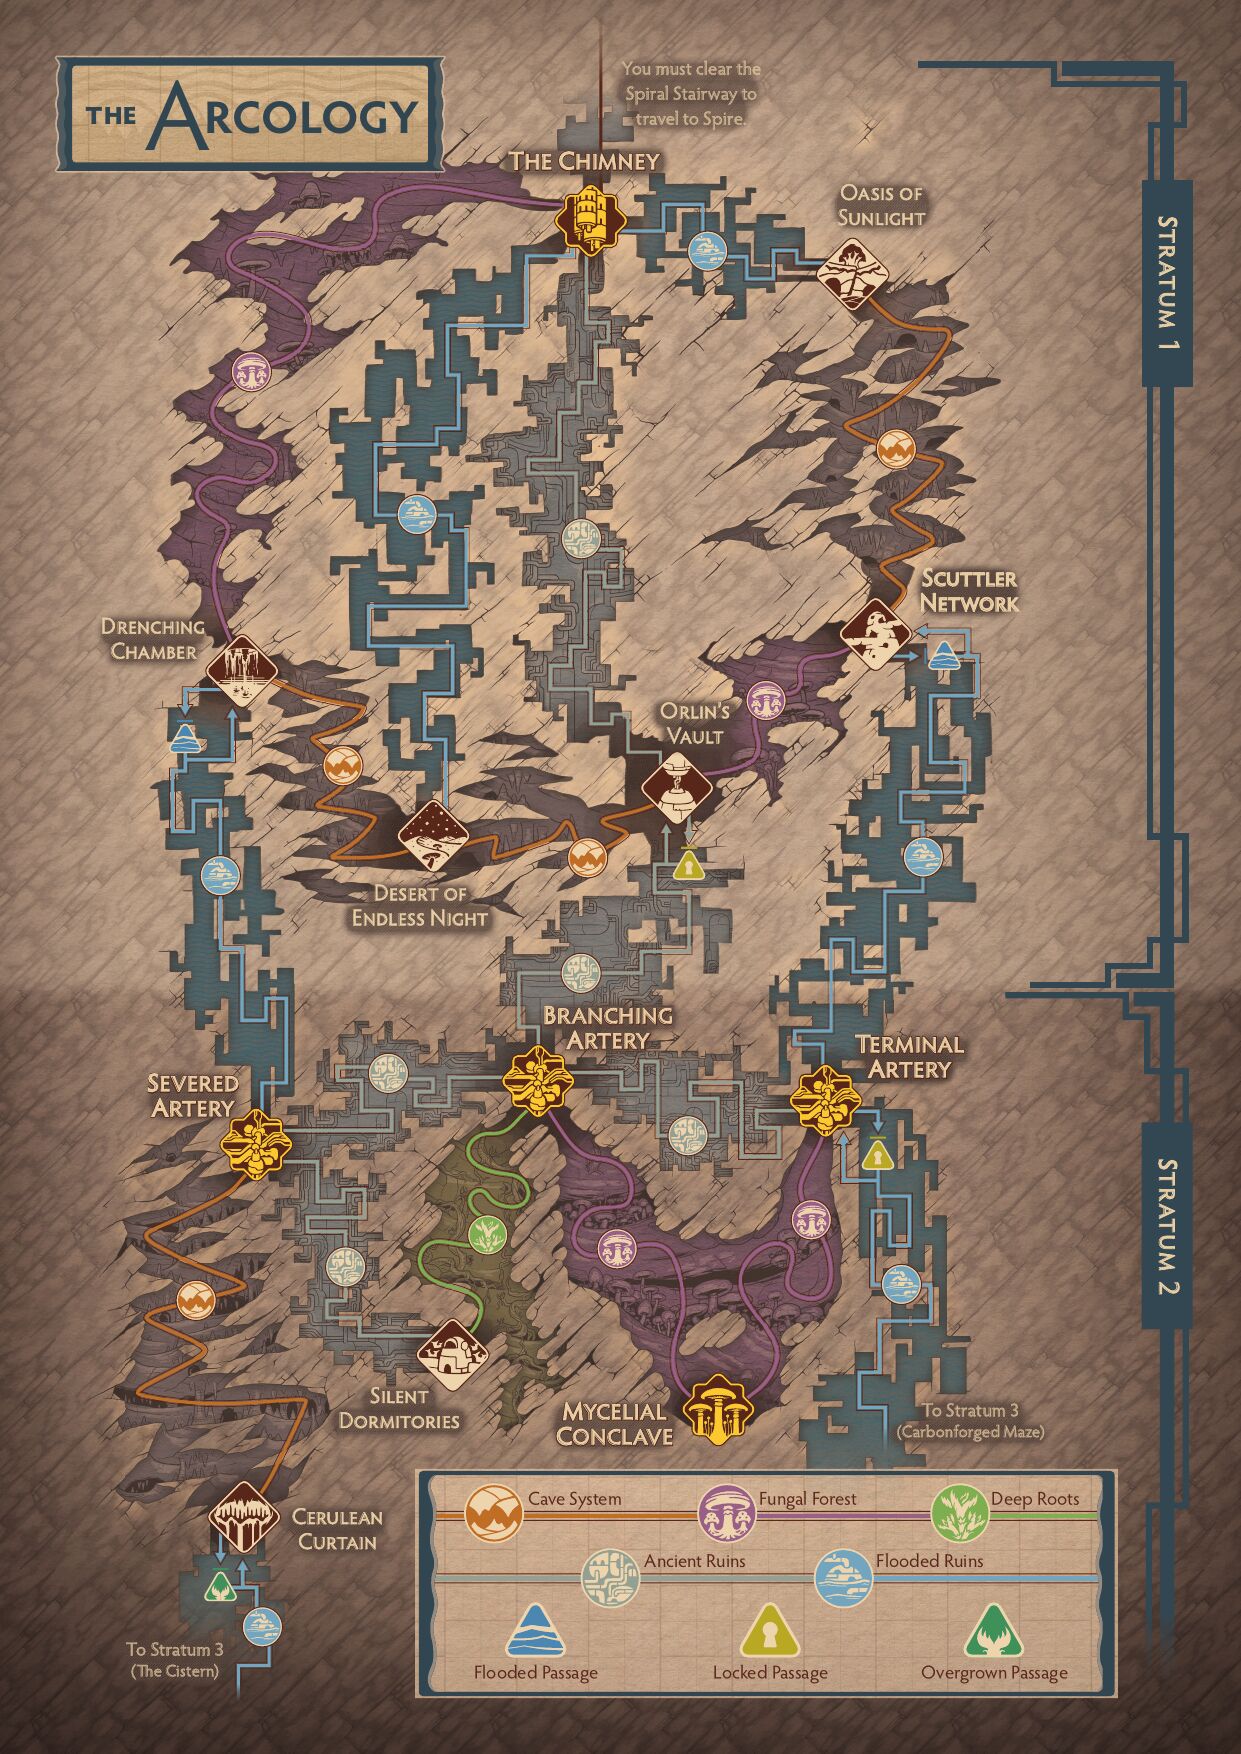 THE ARCOLOGY
You must clear the
Spiral Stairway to
travel to Spire.
THE CHIMNEY
OASIS OF
SUNLIGHT
STRATUM 1
SCUTTLER
NETWORK
DRENCHING
CHAMBER
ORLIN'S
VAULT
DESERT OF
ENDLESS NIGHT
BRANCHING
ARTERY
TERMINAL
ARTERY
SEVERED
ARTERY
STRATUM 2
SILENT
DORMITORIES
MYCELIAL
CONCLAVE
To Stratum 3
(Carbonforged Maze)
CERULEAN
CURTAIN
To Stratum 3
(The Cistern)
Cave System
Fungal Forest
Deep Roots
Ancient Ruins
Flooded Ruins
Flooded Passage
Locked Passage
Overgrown Passage